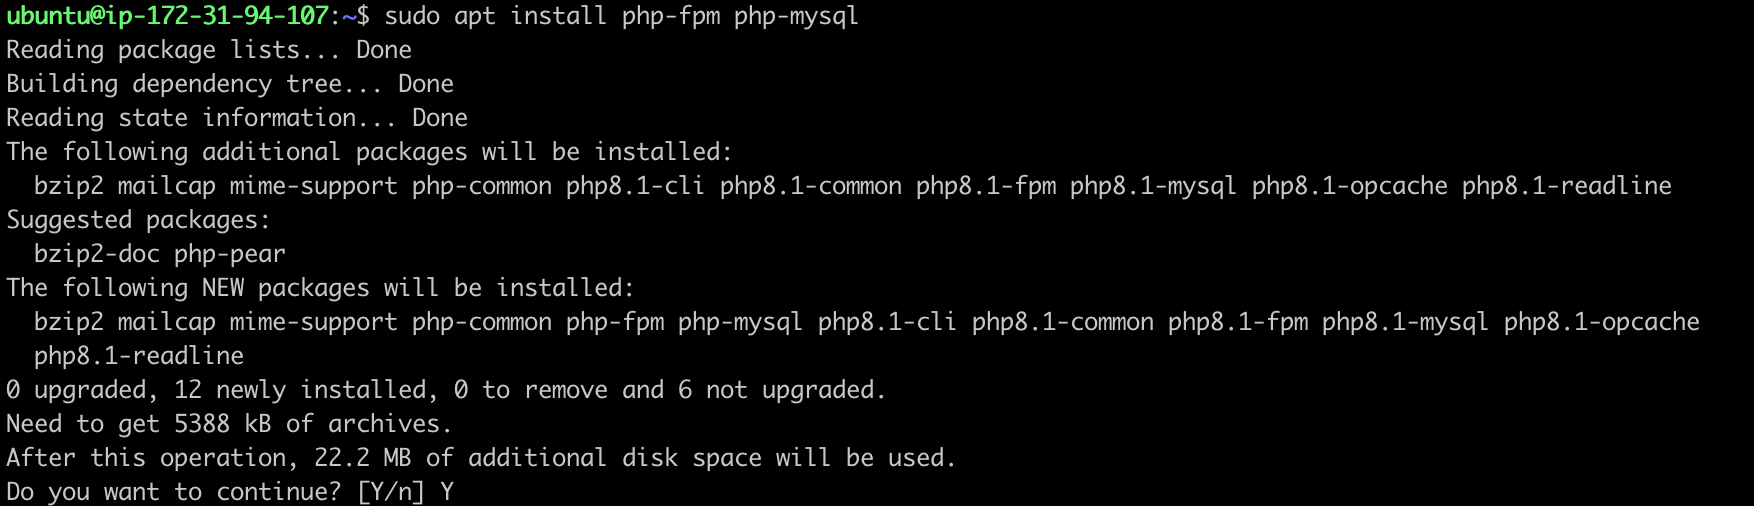 ubuntu@ip-172-31-94-107:~$ sudo apt install php-fpm php-mysql
Reading package lists... Done
Building dependency tree... Done
Reading state information... Done
The following additional packages will be installed:
  bzip2 mailcap mime-support php-common php8.1-cli php8.1-common php8.1-fpm php8.1-mysql php8.1-opcache php8.1-readline
Suggested packages:
  bzip2-doc php-pear
The following NEW packages will be installed:
  bzip2 mailcap mime-support php-common php-fpm php-mysql php8.1-cli php8.1-common php8.1-fpm php8.1-mysql php8.1-opcache
  php8.1-readline
0 upgraded, 12 newly installed, 0 to remove and 6 not upgraded.
Need to get 5388 kB of archives.
After this operation, 22.2 MB of additional disk space will be used.
Do you want to continue? [Y/n] Y